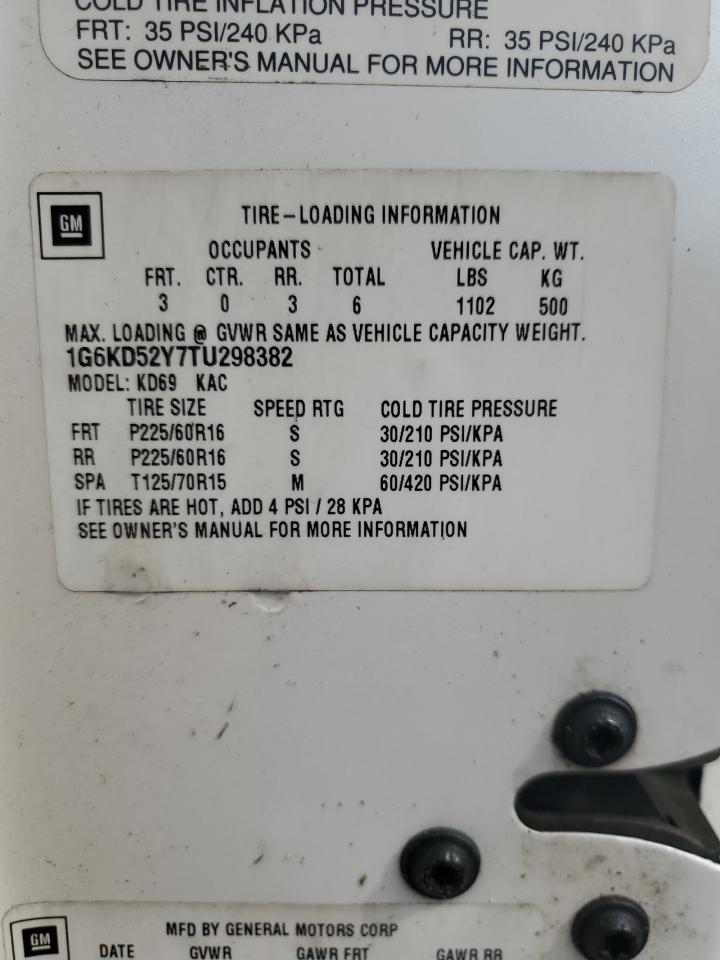 COLD TIRE INFLATION PRESSURE
FRT: 35 PSI/240 KPa RR: 35 PSI/240 KPa
SEE OWNER'S MANUAL FOR MORE INFORMATION
GM
TIRE-LOADING INFORMATION
OCCUPANTS VEHICLE CAP. WT.
FRT. CTR. RR. TOTAL LBS KG
3 0 3 6 1102 500
MAX. LOADING @ GVWR SAME AS VEHICLE CAPACITY WEIGHT.
1G6KD52Y7TU298382
MODEL: KD69 KAC
TIRE SIZE SPEED RTG COLD TIRE PRESSURE
FRT P225/60R16 S 30/210 PSI/KPA
RR P225/60R16 S 30/210 PSI/KPA
SPA T125/70R15 M 60/420 PSI/KPA
IF TIRES ARE HOT, ADD 4 PSI / 28 KPA
SEE OWNER'S MANUAL FOR MORE INFORMATION
GM
MFD BY GENERAL MOTORS CORP
DATE GVWR GAWR FRT GAWR RR